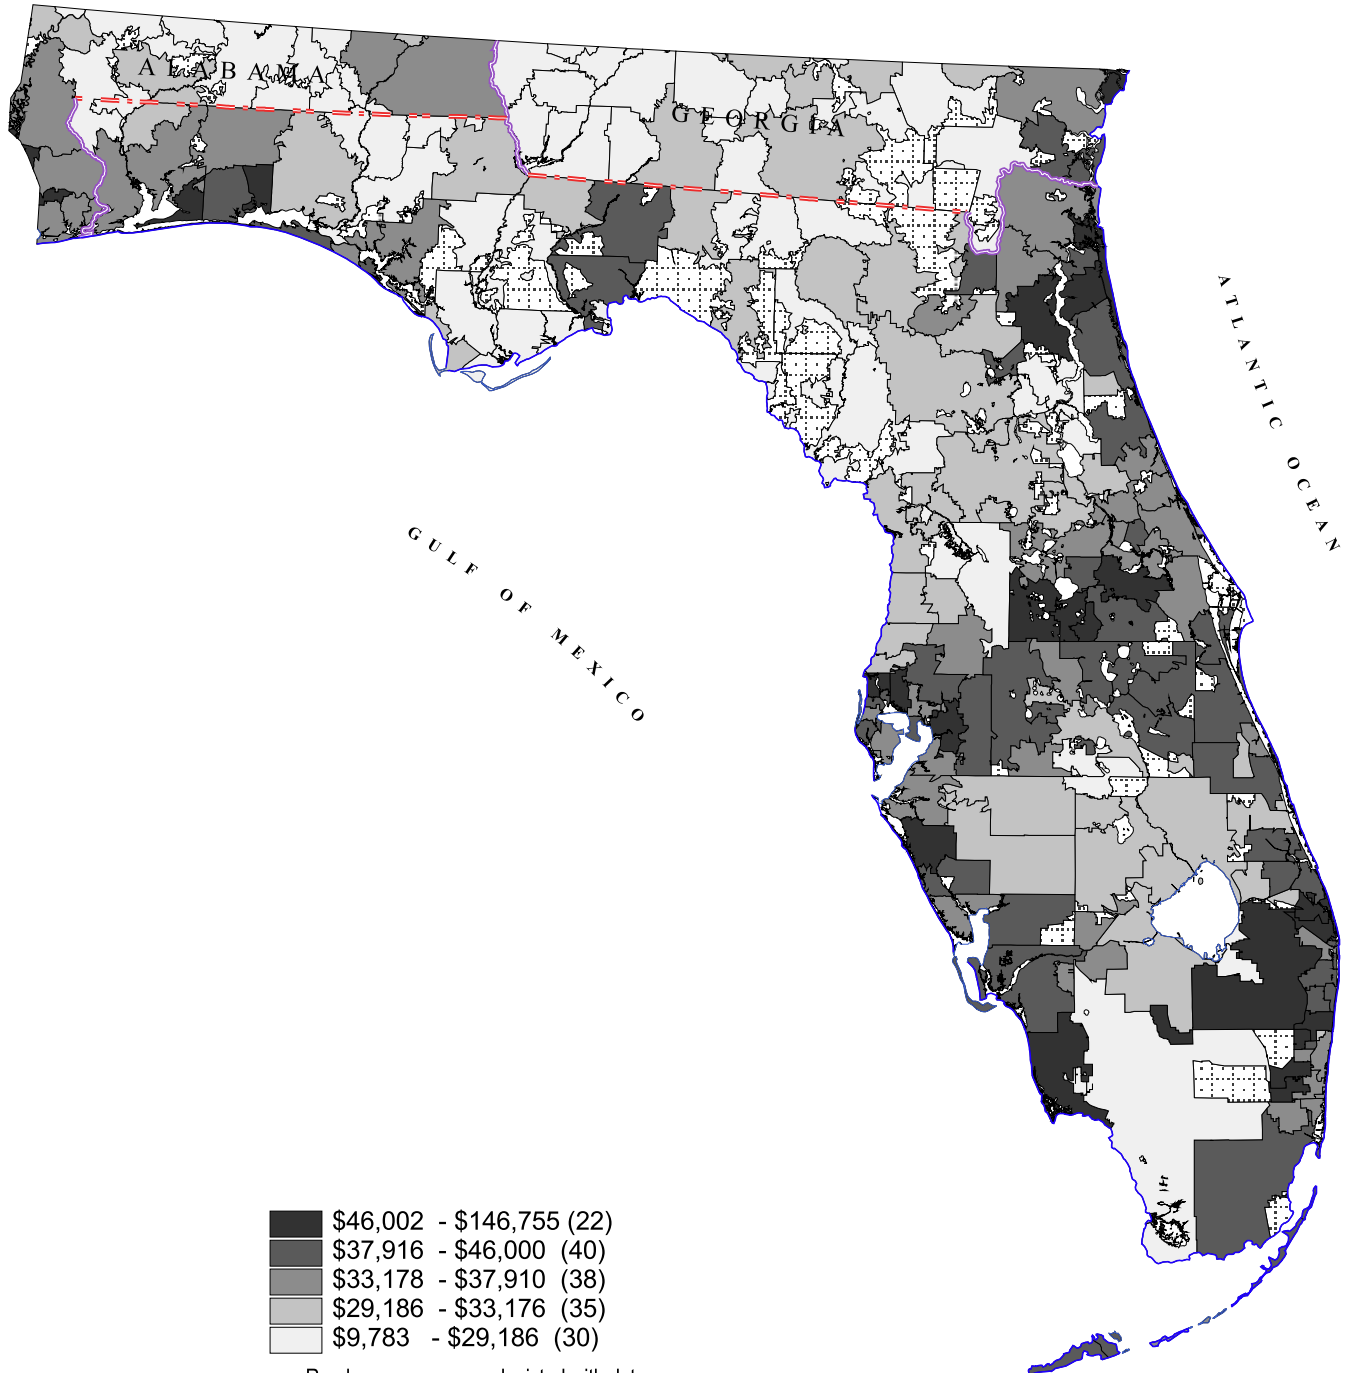 ALABAMA
GEORGIA
ATLANTIC OCEAN
GULF OF MEXICO
$46,002 - $146,755 (22)
$37,916 - $46,000 (40)
$33,178 - $37,910 (38)
$29,186 - $33,176 (35)
$9,783 - $29,186 (30)